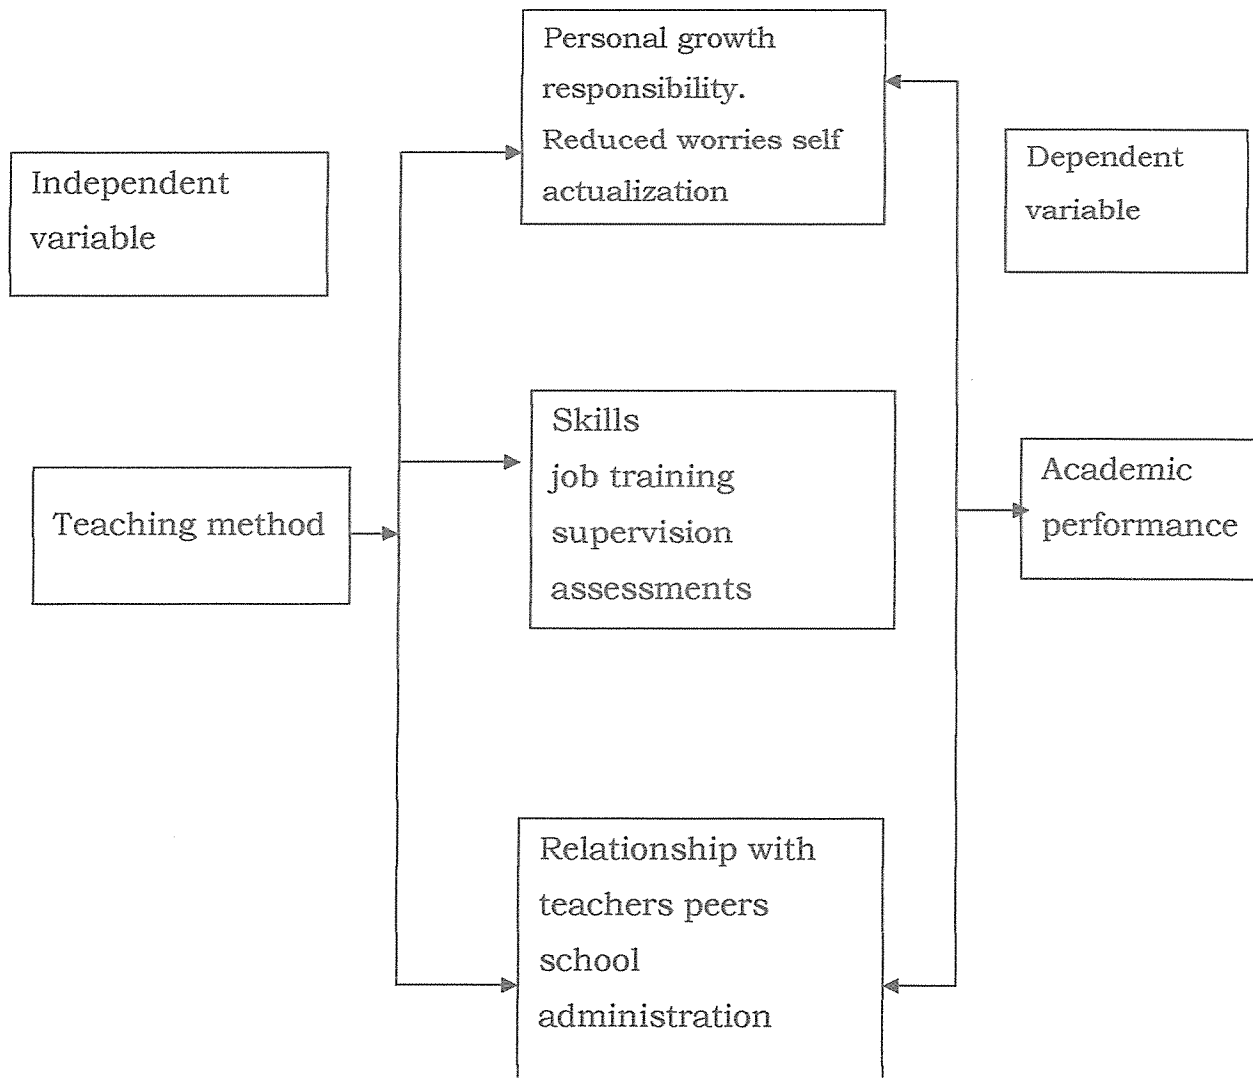 Personal growth
responsibility.
Reduced worries self
actualization
Independent
variable
Dependent
variable
Skills
job training
supervision
assessments
Teaching method
Academic
performance
Relationship with
teachers peers
school
administration